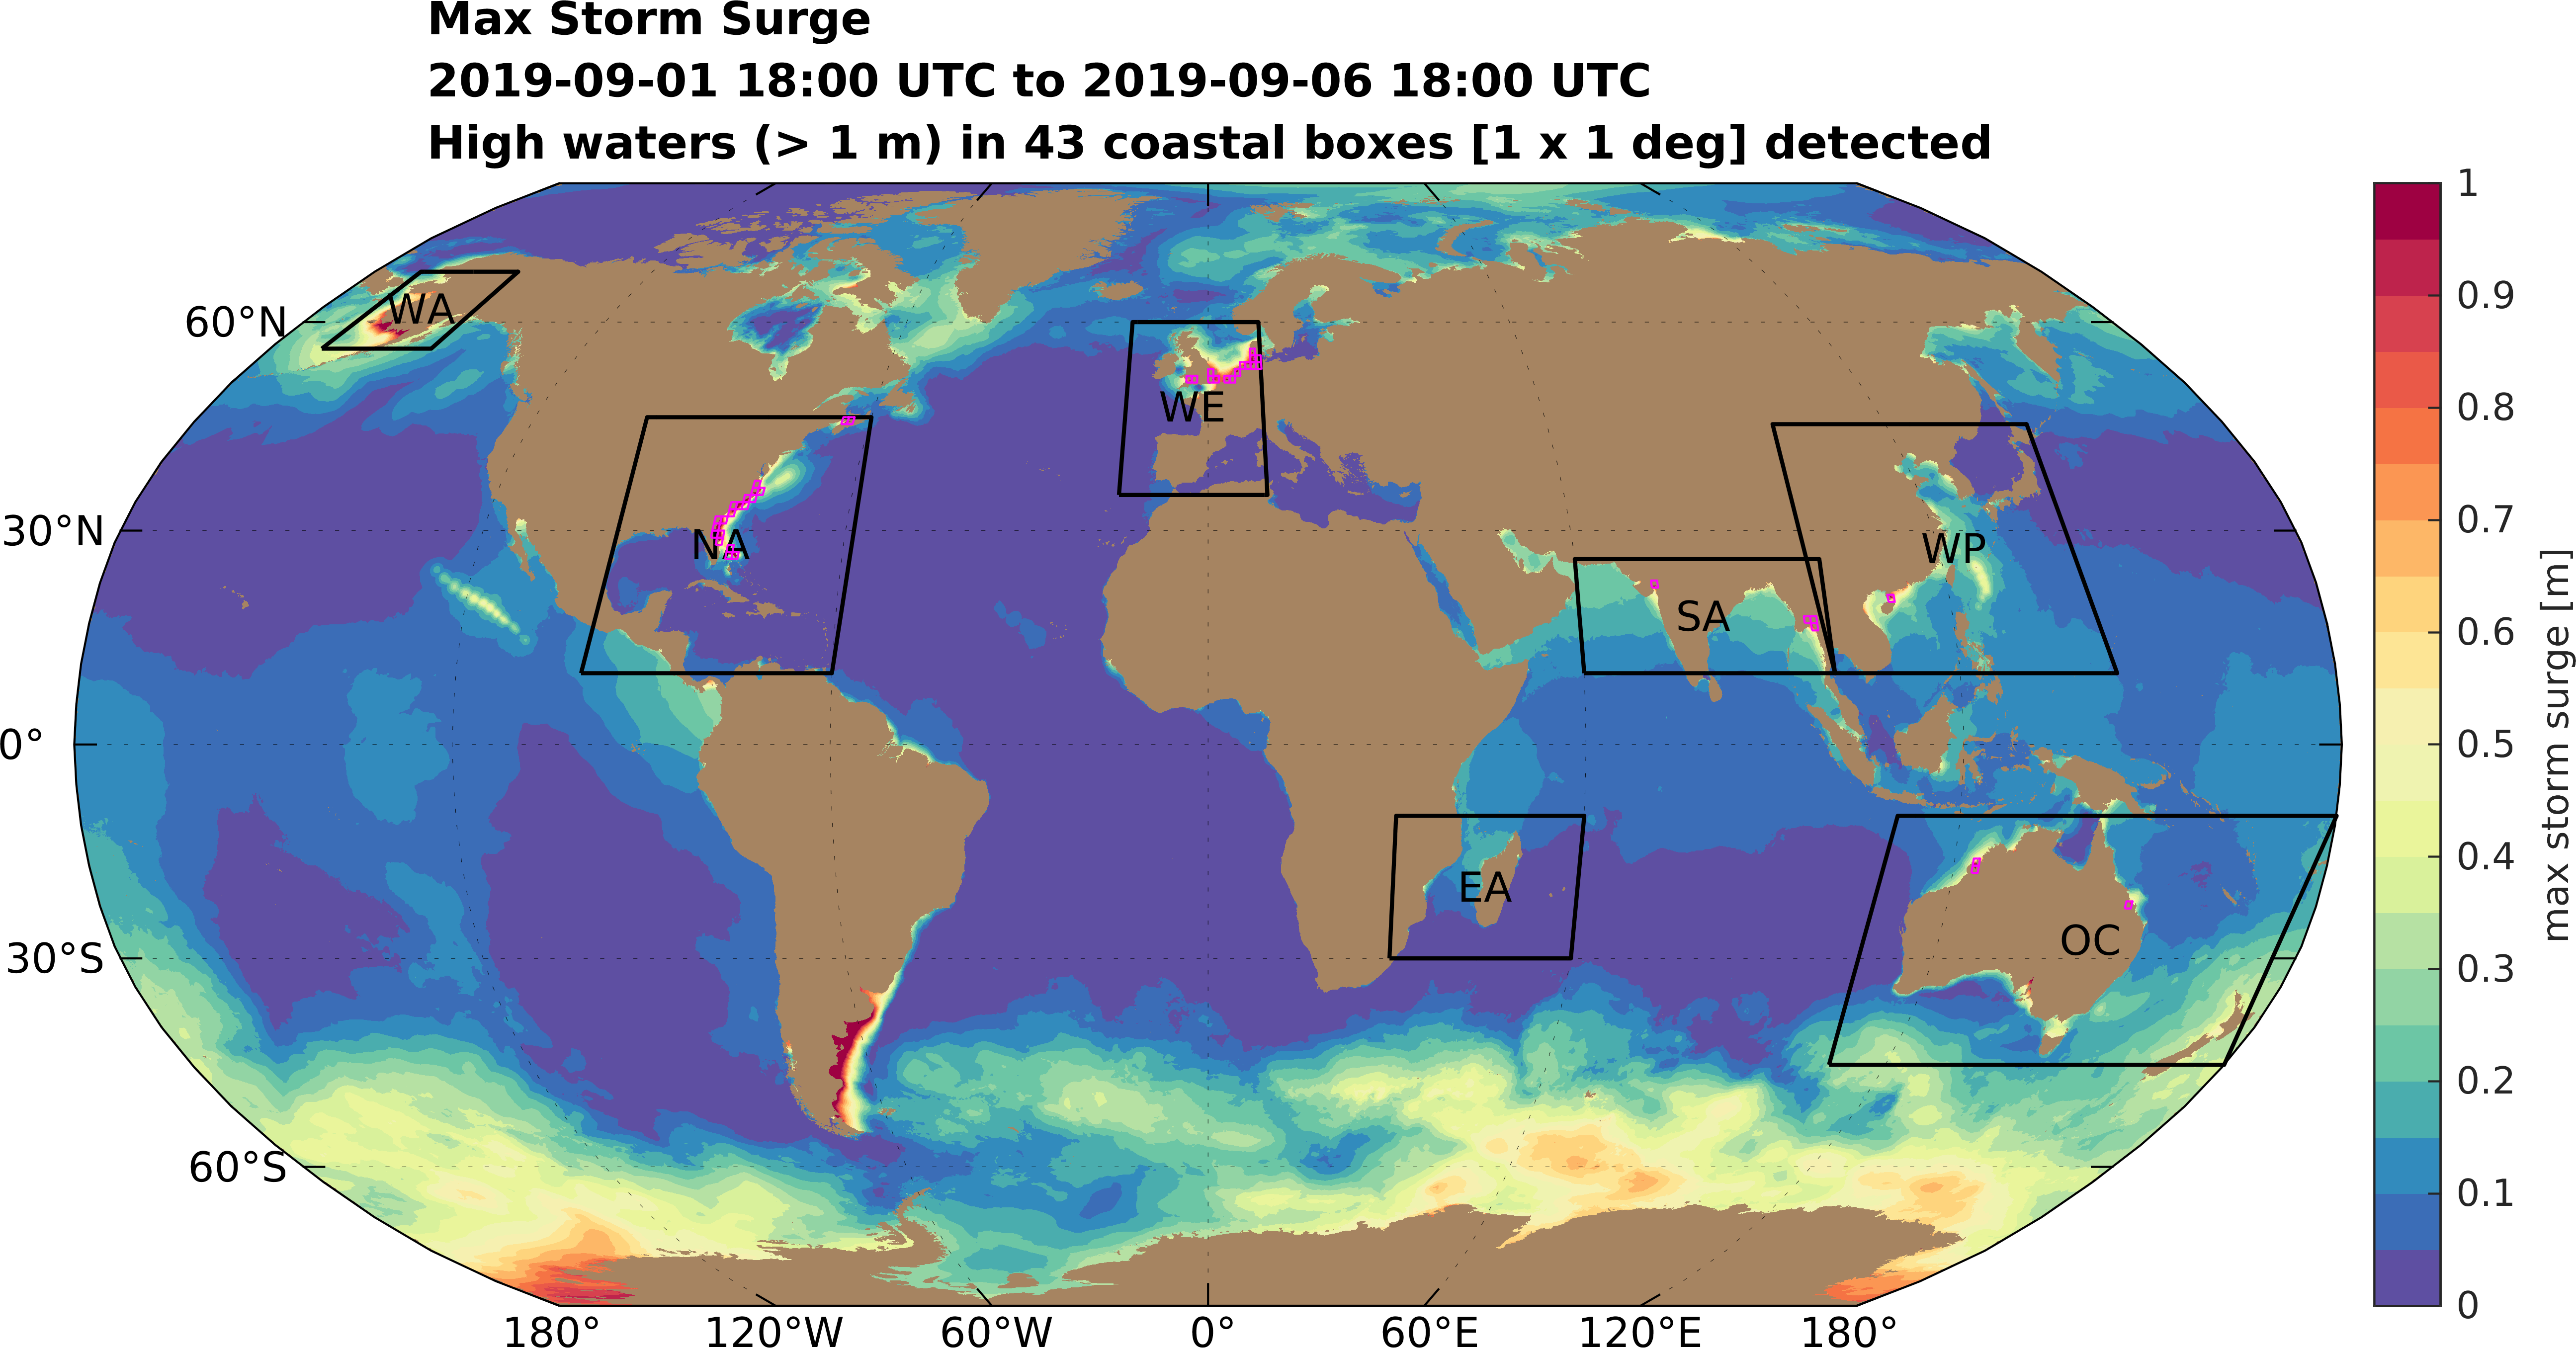 Max Storm Surge
2019-09-01 18:00 UTC to 2019-09-06 18:00 UTC
High waters (> 1 m) in 43 coastal boxes [1 x 1 deg] detected
WA
60°N
WE
NA
30°N
WP
SA
0°
EA
OC
30°S
60°S
180°
120°W
60°W
0°
60°E
120°E
180°
1
0.9
0.8
0.7
0.6
0.5
0.4
0.3
0.2
0.1
0
max storm surge [m]